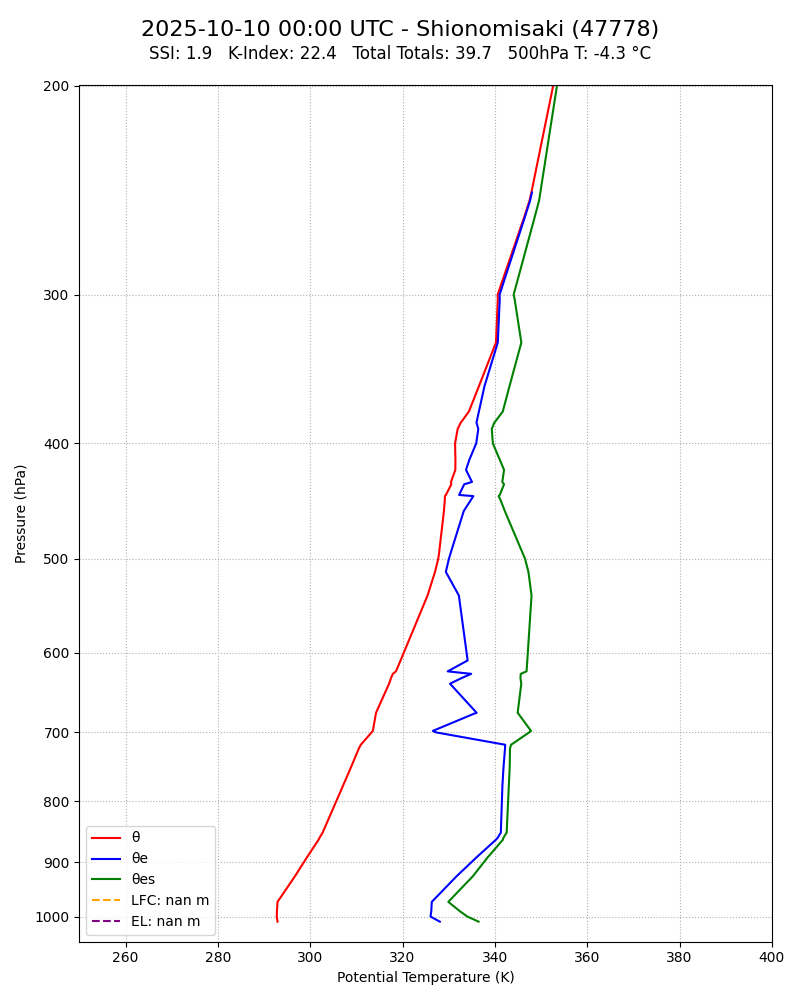 2025-10-10 00:00 UTC - Shionomisaki (47778)
SSI: 1.9   K-Index: 22.4   Total Totals: 39.7   500hPa T: -4.3 °C
200
300
400
500
600
700
800
900
1000
Pressure (hPa)
θ
θe
θes
LFC: nan m
EL: nan m
260
280
300
320
340
360
380
400
Potential Temperature (K)